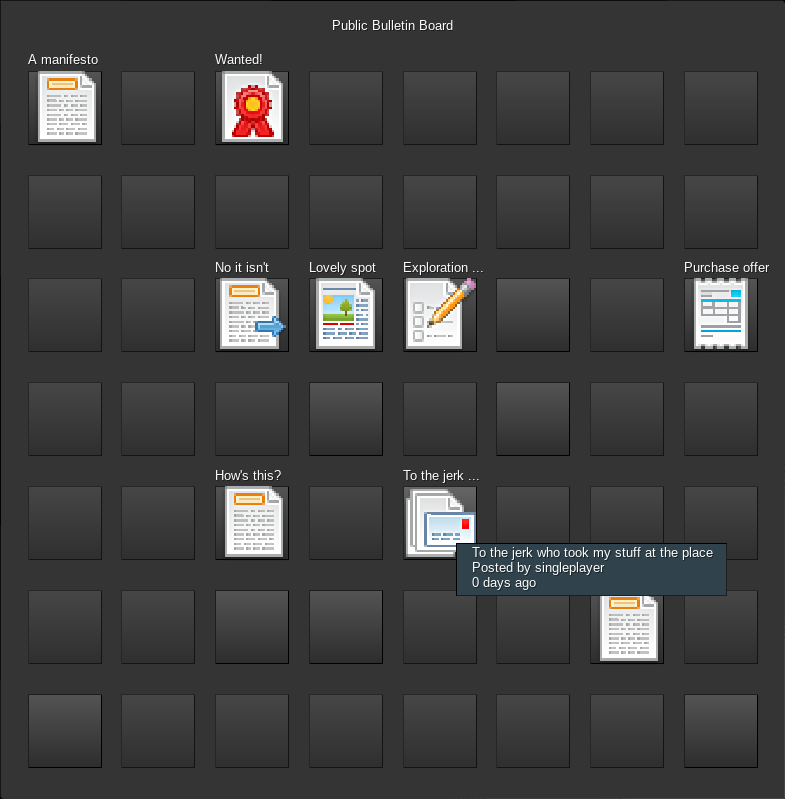 Public Bulletin Board
A manifesto
Wanted!
No it isn't
Lovely spot
Exploration ...
Purchase offer
How's this?
To the jerk ...
To the jerk who took my stuff at the place
Posted by singleplayer
0 days ago